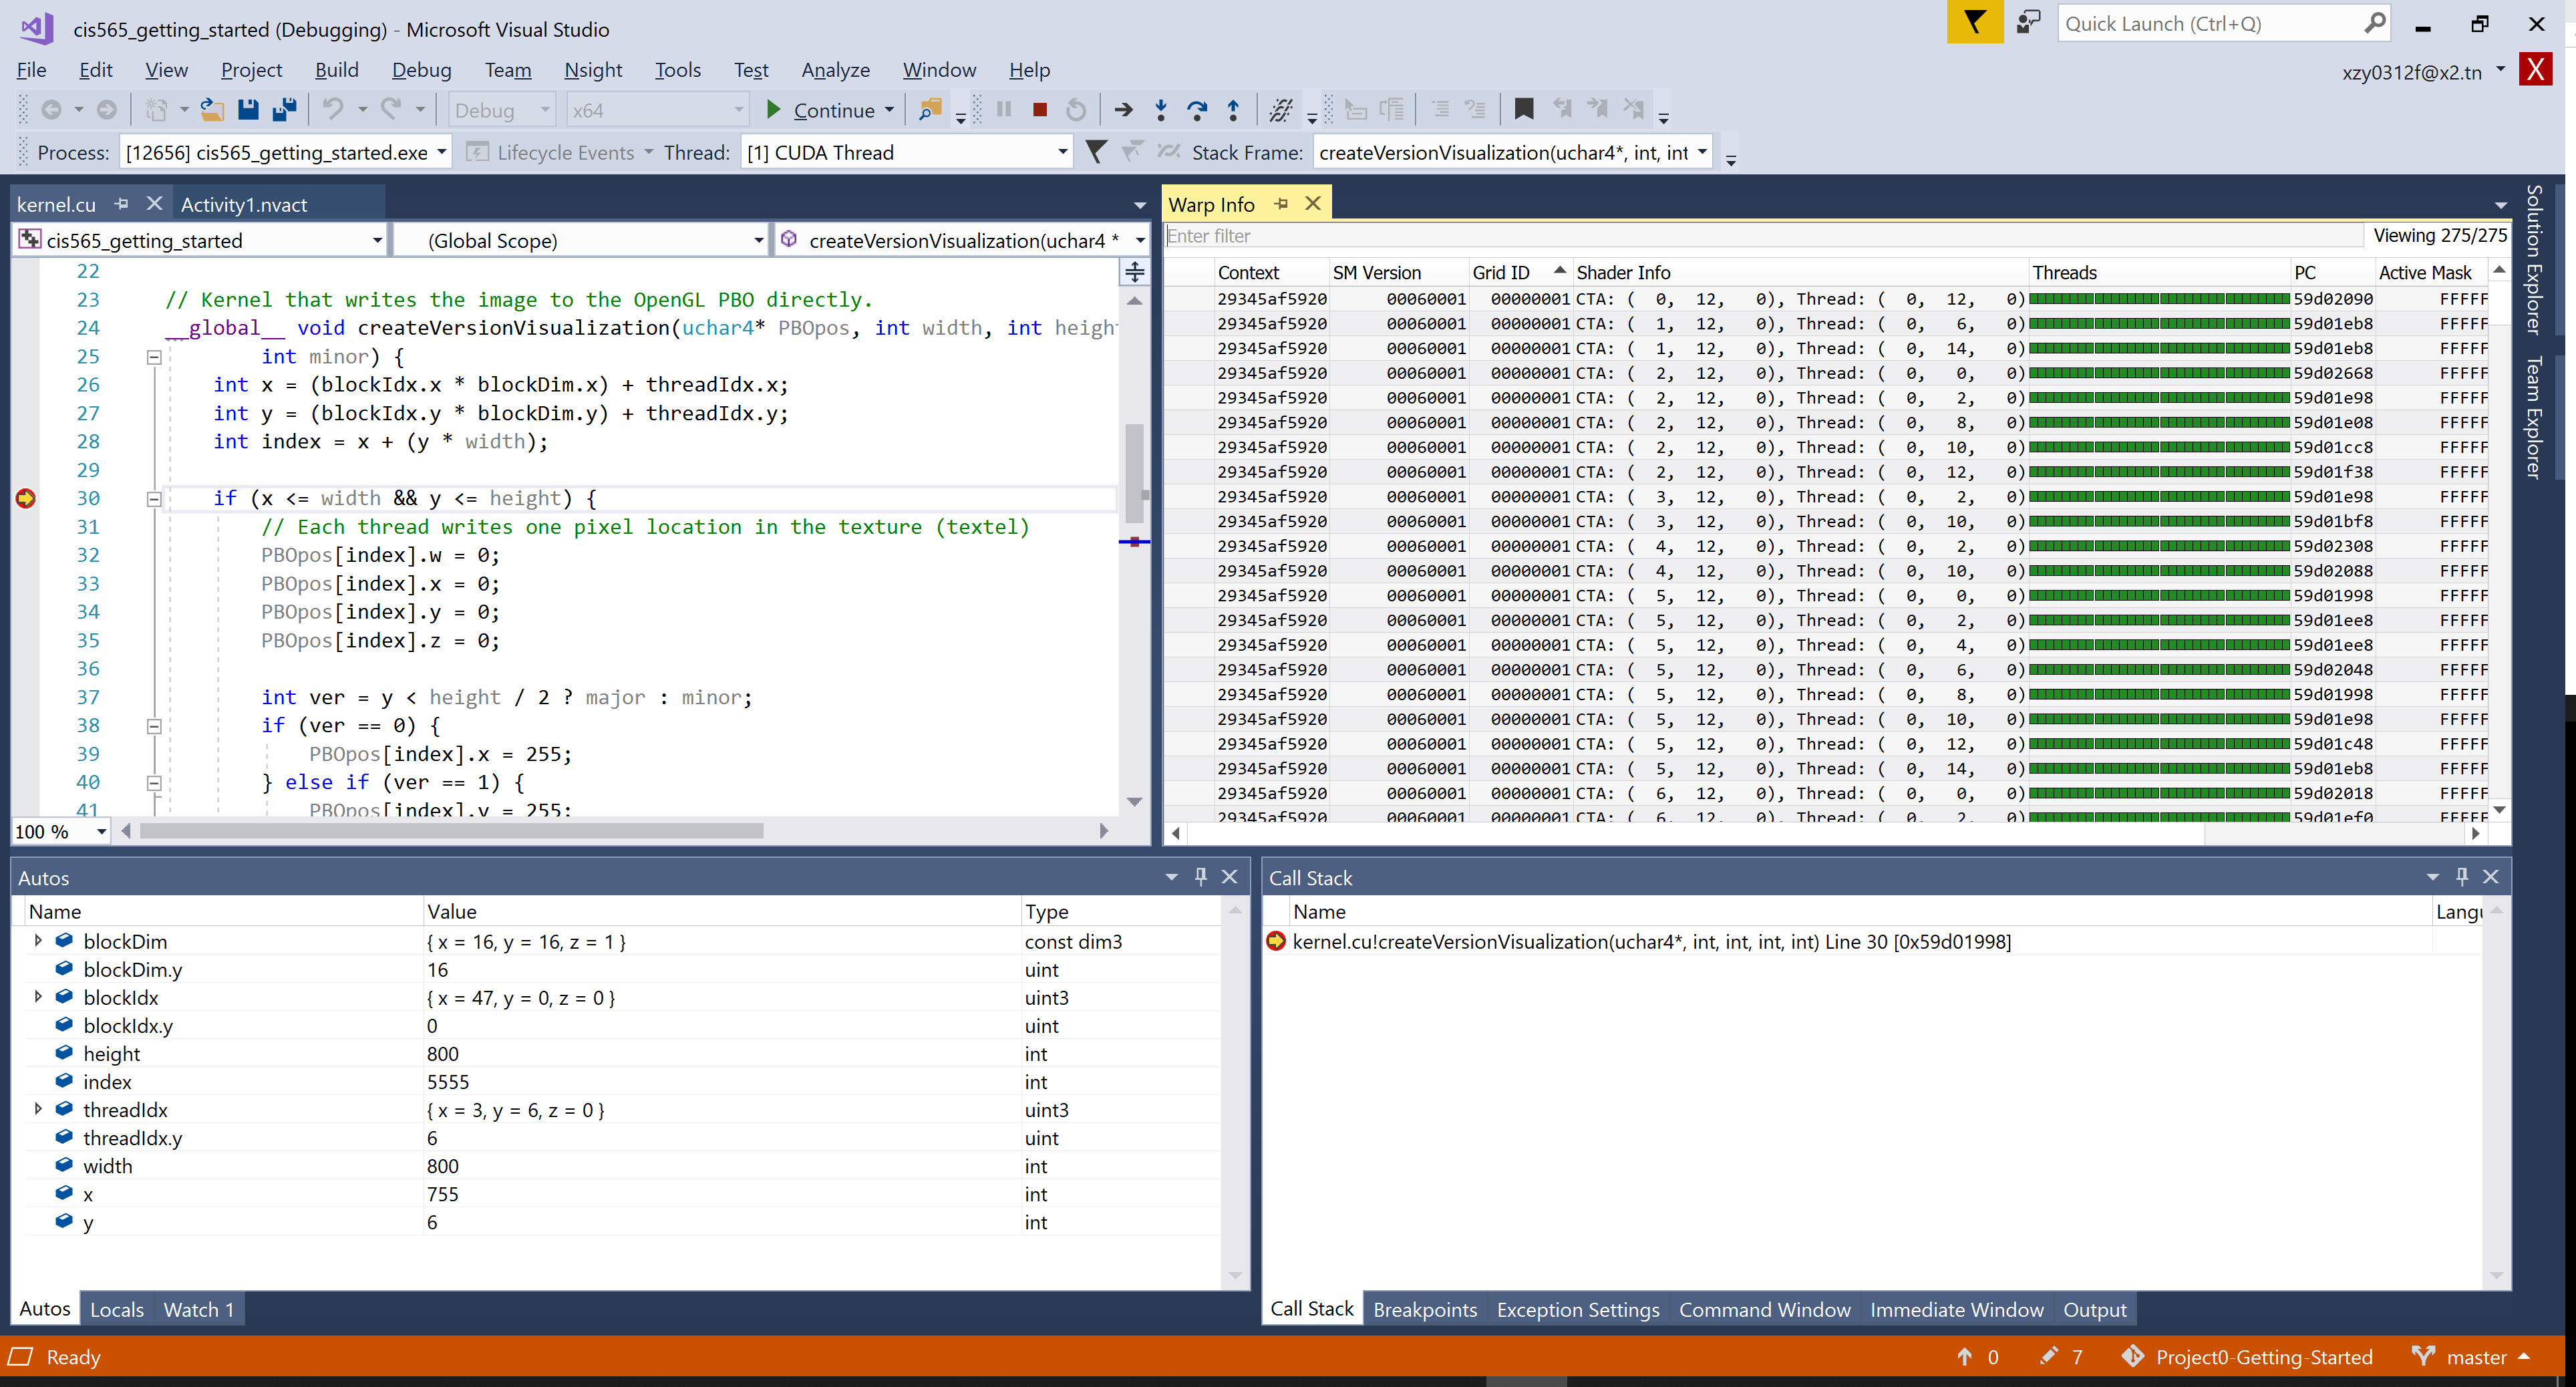 cis565_getting_started (Debugging) - Microsoft Visual Studio
Quick Launch (Ctrl+Q)
File Edit View Project Build Debug Team Nsight Tools Test Analyze Window Help
xzy0312f@x2.tn X
Debug x64 Continue
Process: [12656] cis565_getting_started.exe Lifecycle Events Thread: [1] CUDA Thread Stack Frame: createVersionVisualization(uchar4*, int, int
kernel.cu Activity1.nvact
cis565_getting_started (Global Scope) createVersionVisualization(uchar4 *
22
23 // Kernel that writes the image to the OpenGL PBO directly.
24 __global__ void createVersionVisualization(uchar4* PBOpos, int width, int heigh
25 int minor) {
26 int x = (blockIdx.x * blockDim.x) + threadIdx.x;
27 int y = (blockIdx.y * blockDim.y) + threadIdx.y;
28 int index = x + (y * width);
29
30 if (x <= width && y <= height) {
31 // Each thread writes one pixel location in the texture (textel)
32 PBOpos[index].w = 0;
33 PBOpos[index].x = 0;
34 PBOpos[index].y = 0;
35 PBOpos[index].z = 0;
36
37 int ver = y < height / 2 ? major : minor;
38 if (ver == 0) {
39 PBOpos[index].x = 255;
40 } else if (ver == 1) {
41 PBOpos[index].y = 255;
100 %
Warp Info
Enter filter Viewing 275/275
Context SM Version Grid ID Shader Info Threads PC Active Mask
29345af5920 00060001 00000001 CTA: ( 0, 12, 0), Thread: ( 0, 12, 0) 59d02090 FFFFF
29345af5920 00060001 00000001 CTA: ( 1, 12, 0), Thread: ( 0, 6, 0) 59d01eb8 FFFFF
29345af5920 00060001 00000001 CTA: ( 1, 12, 0), Thread: ( 0, 14, 0) 59d01eb8 FFFFF
29345af5920 00060001 00000001 CTA: ( 2, 12, 0), Thread: ( 0, 0, 0) 59d02668 FFFFF
29345af5920 00060001 00000001 CTA: ( 2, 12, 0), Thread: ( 0, 2, 0) 59d01e98 FFFFF
29345af5920 00060001 00000001 CTA: ( 2, 12, 0), Thread: ( 0, 8, 0) 59d01e08 FFFFF
29345af5920 00060001 00000001 CTA: ( 2, 12, 0), Thread: ( 0, 10, 0) 59d01cc8 FFFFF
29345af5920 00060001 00000001 CTA: ( 2, 12, 0), Thread: ( 0, 12, 0) 59d01f38 FFFFF
29345af5920 00060001 00000001 CTA: ( 3, 12, 0), Thread: ( 0, 2, 0) 59d01e98 FFFFF
29345af5920 00060001 00000001 CTA: ( 3, 12, 0), Thread: ( 0, 10, 0) 59d01bf8 FFFFF
29345af5920 00060001 00000001 CTA: ( 4, 12, 0), Thread: ( 0, 2, 0) 59d02308 FFFFF
29345af5920 00060001 00000001 CTA: ( 4, 12, 0), Thread: ( 0, 10, 0) 59d02088 FFFFF
29345af5920 00060001 00000001 CTA: ( 5, 12, 0), Thread: ( 0, 0, 0) 59d01998 FFFFF
29345af5920 00060001 00000001 CTA: ( 5, 12, 0), Thread: ( 0, 2, 0) 59d01ee8 FFFFF
29345af5920 00060001 00000001 CTA: ( 5, 12, 0), Thread: ( 0, 4, 0) 59d01ee8 FFFFF
29345af5920 00060001 00000001 CTA: ( 5, 12, 0), Thread: ( 0, 6, 0) 59d02048 FFFFF
29345af5920 00060001 00000001 CTA: ( 5, 12, 0), Thread: ( 0, 8, 0) 59d01998 FFFFF
29345af5920 00060001 00000001 CTA: ( 5, 12, 0), Thread: ( 0, 10, 0) 59d01e98 FFFFF
29345af5920 00060001 00000001 CTA: ( 5, 12, 0), Thread: ( 0, 12, 0) 59d01c48 FFFFF
29345af5920 00060001 00000001 CTA: ( 5, 12, 0), Thread: ( 0, 14, 0) 59d01eb8 FFFFF
29345af5920 00060001 00000001 CTA: ( 6, 12, 0), Thread: ( 0, 0, 0) 59d02018 FFFFF
29345af5920 00060001 00000001 CTA: ( 6, 12, 0), Thread: ( 0, 2, 0) 59d01ef0 FFFFF
Solution Explorer
Team Explorer
Autos
Name Value Type
blockDim { x = 16, y = 16, z = 1 } const dim3
blockDim.y 16 uint
blockIdx { x = 47, y = 0, z = 0 } uint3
blockIdx.y 0 uint
height 800 int
index 5555 int
threadIdx { x = 3, y = 6, z = 0 } uint3
threadIdx.y 6 uint
width 800 int
x 755 int
y 6 int
Autos Locals Watch 1
Call Stack
Name Langu
kernel.cu!createVersionVisualization(uchar4*, int, int, int, int) Line 30 [0x59d01998]
Call Stack Breakpoints Exception Settings Command Window Immediate Window Output
Ready 0 7 Project0-Getting-Started master